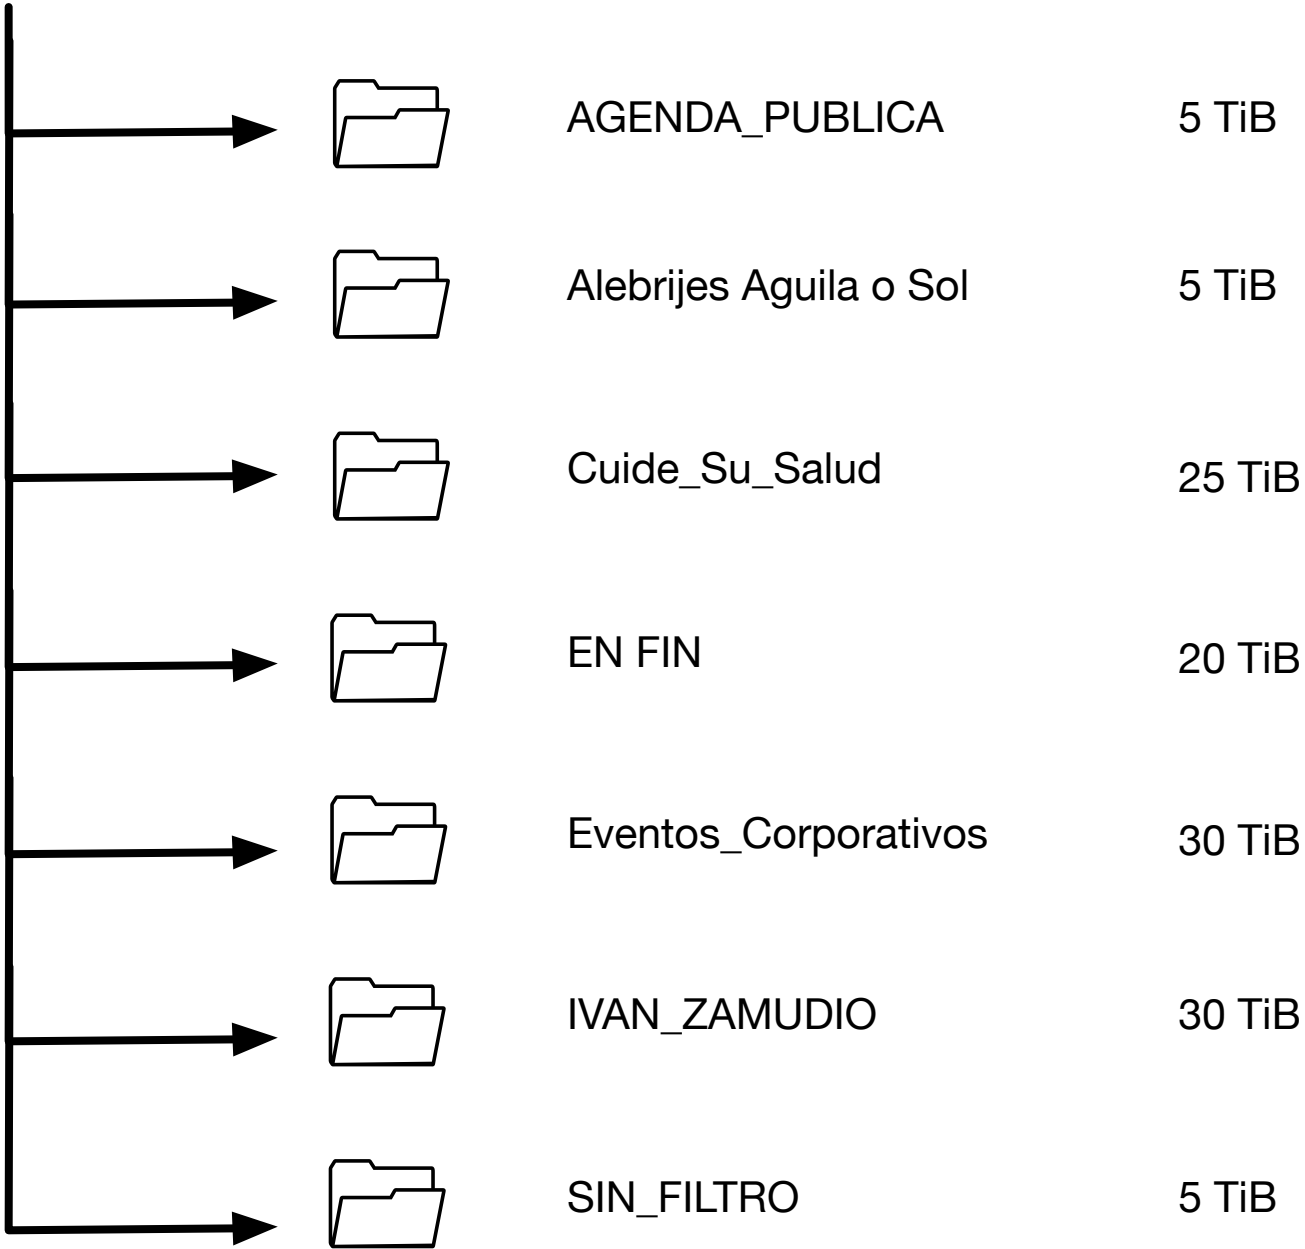 AGENDA_PUBLICA 5 TiB
Alebrijes Aguila o Sol 5 TiB
Cuide_Su_Salud 25 TiB
EN FIN 20 TiB
Eventos_Corporativos 30 TiB
IVAN_ZAMUDIO 30 TiB
SIN_FILTRO 5 TiB